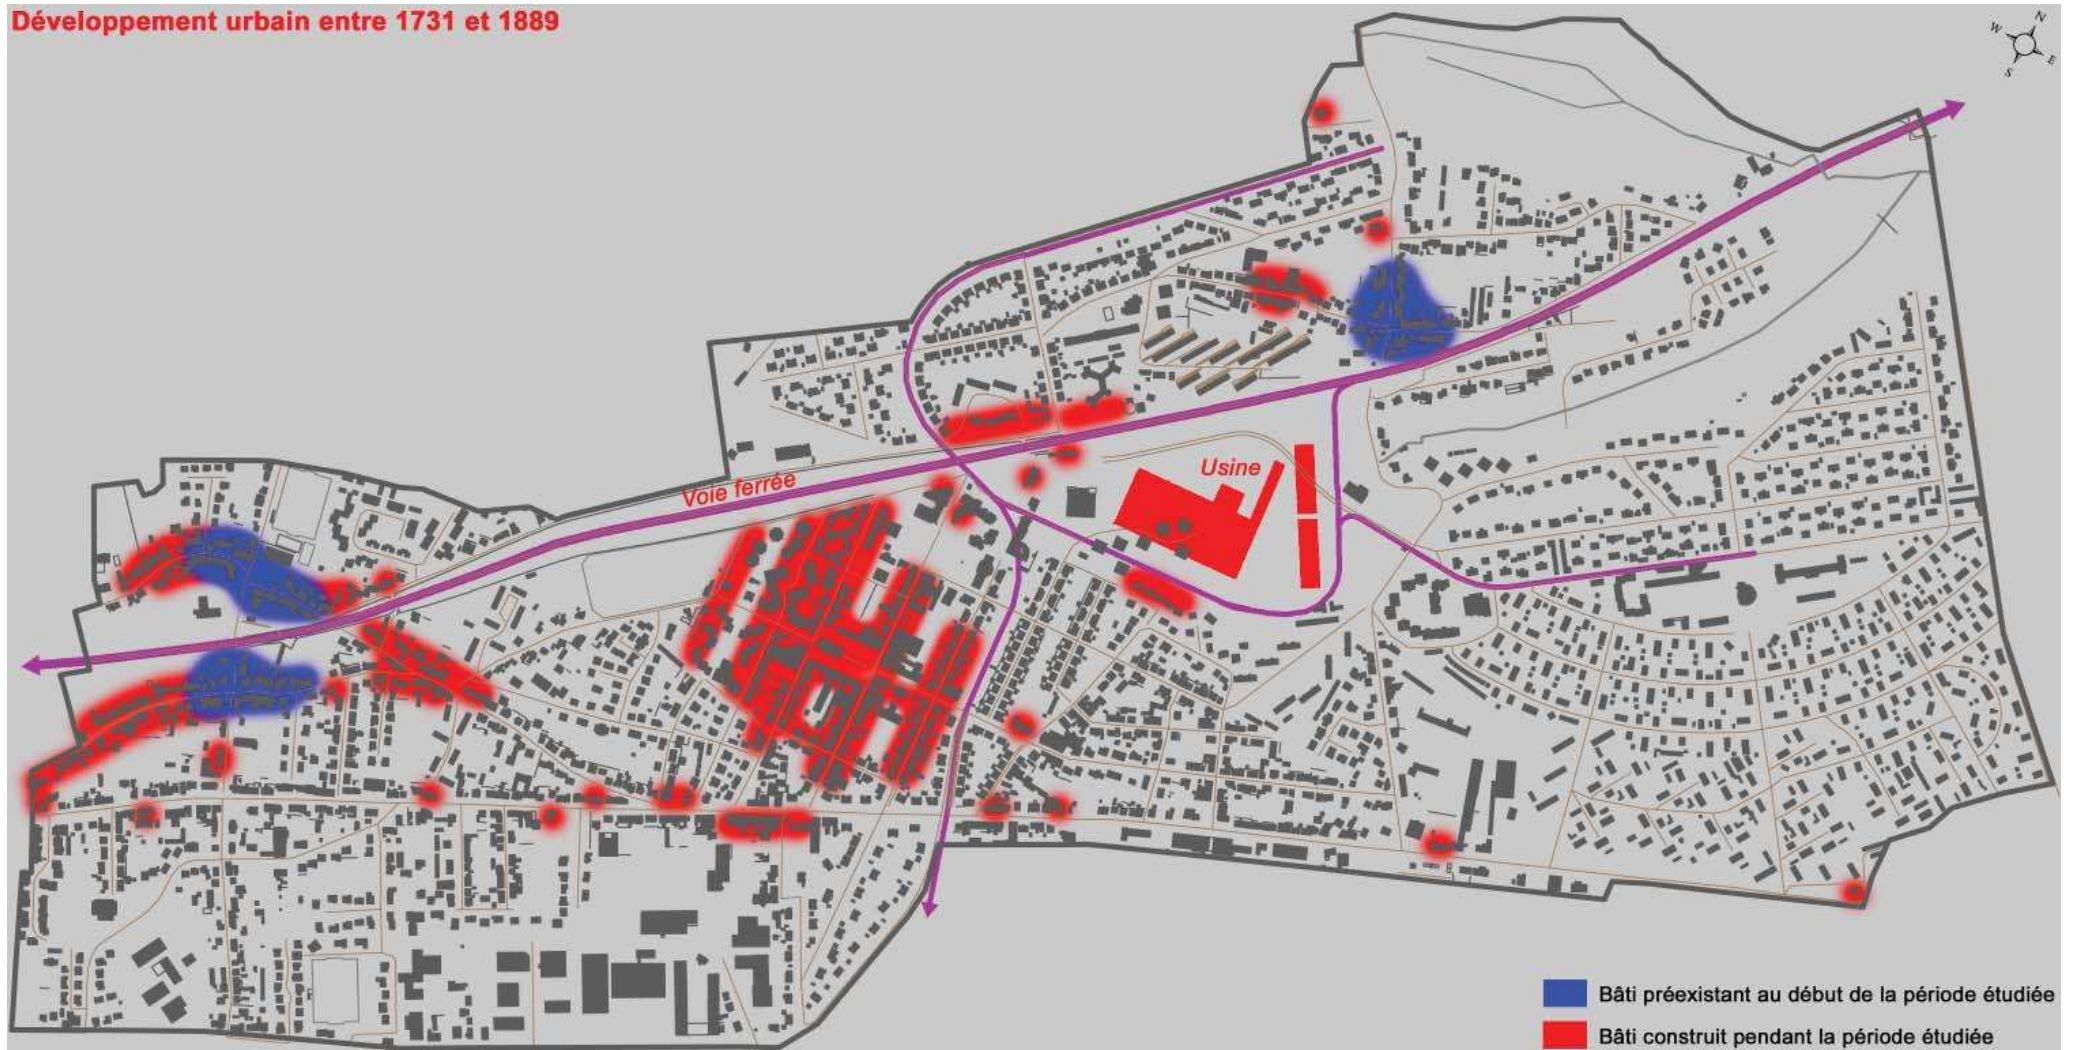 Développement urbain entre 1731 et 1889
N
W
E
S
Usine
Voie ferrée
Bâti préexistant au début de la période étudiée
Bâti construit pendant la période étudiée